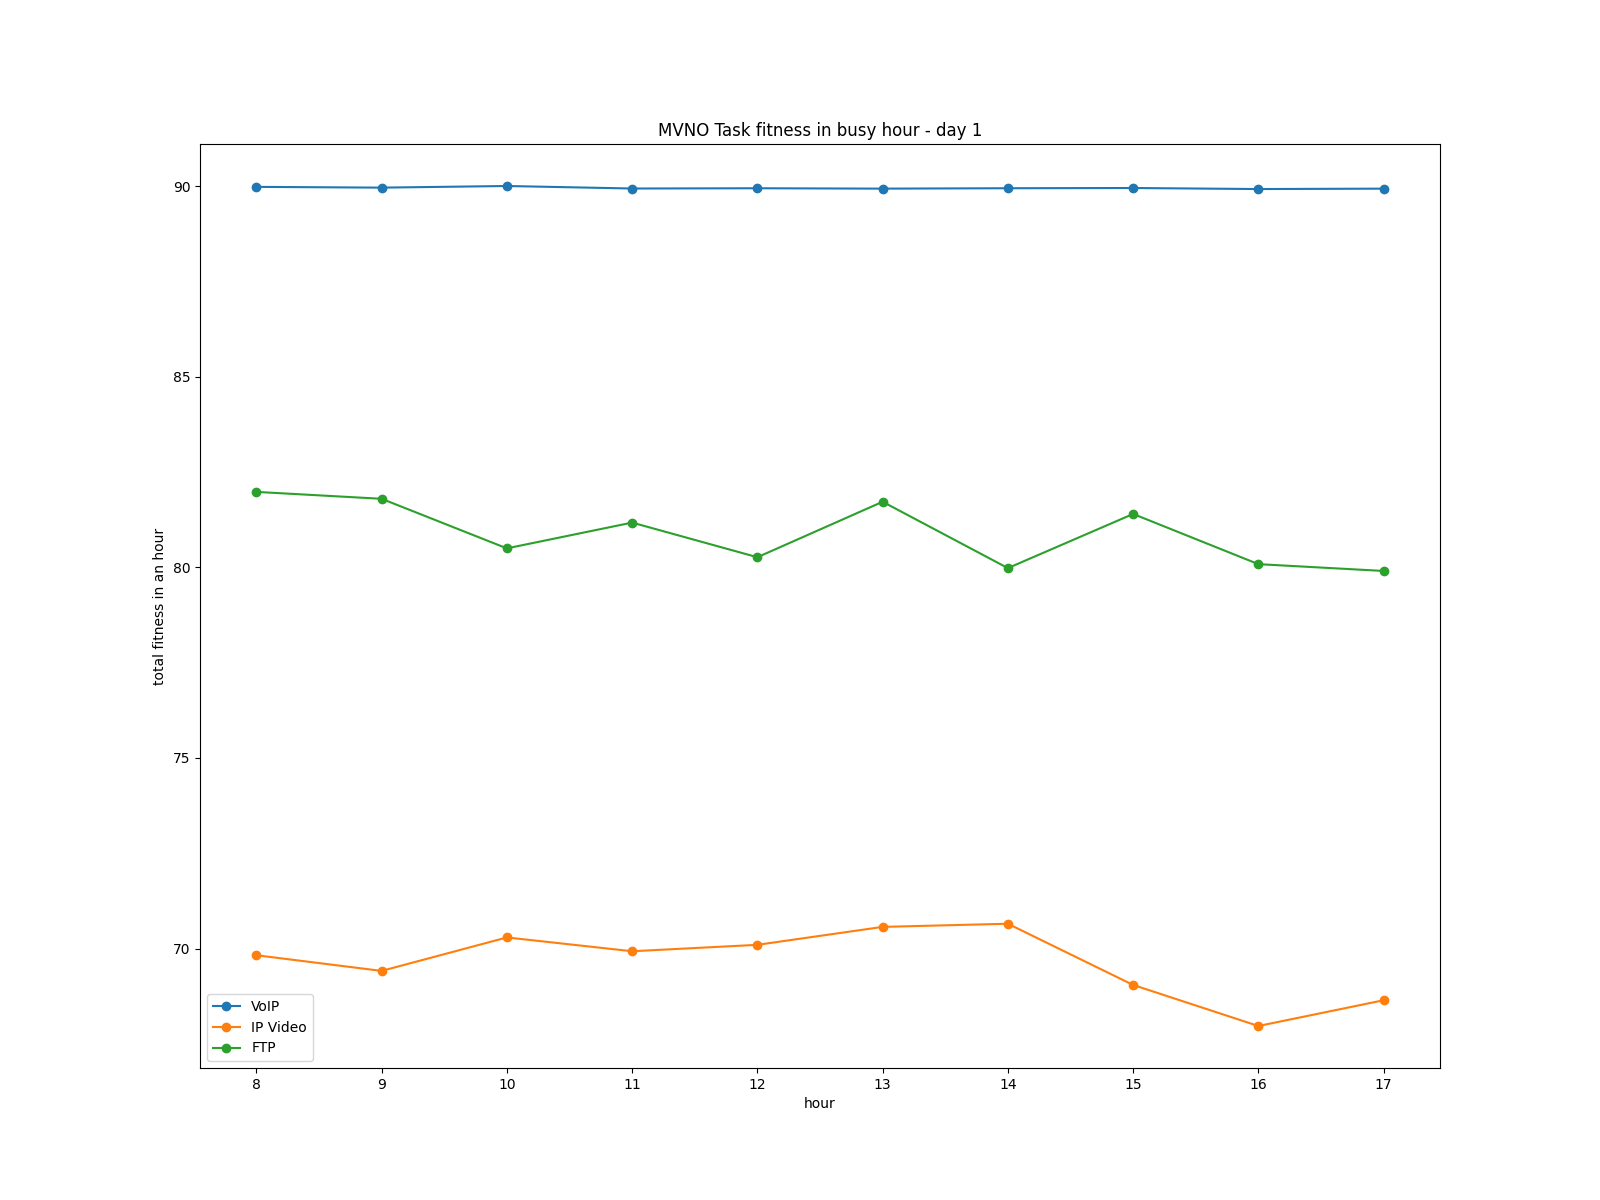 MVNO Task fitness in busy hour - day 1
total fitness in an hour
90
85
80
75
70
VoIP
IP Video
FTP
8 9 10 11 12 13 14 15 16 17
hour